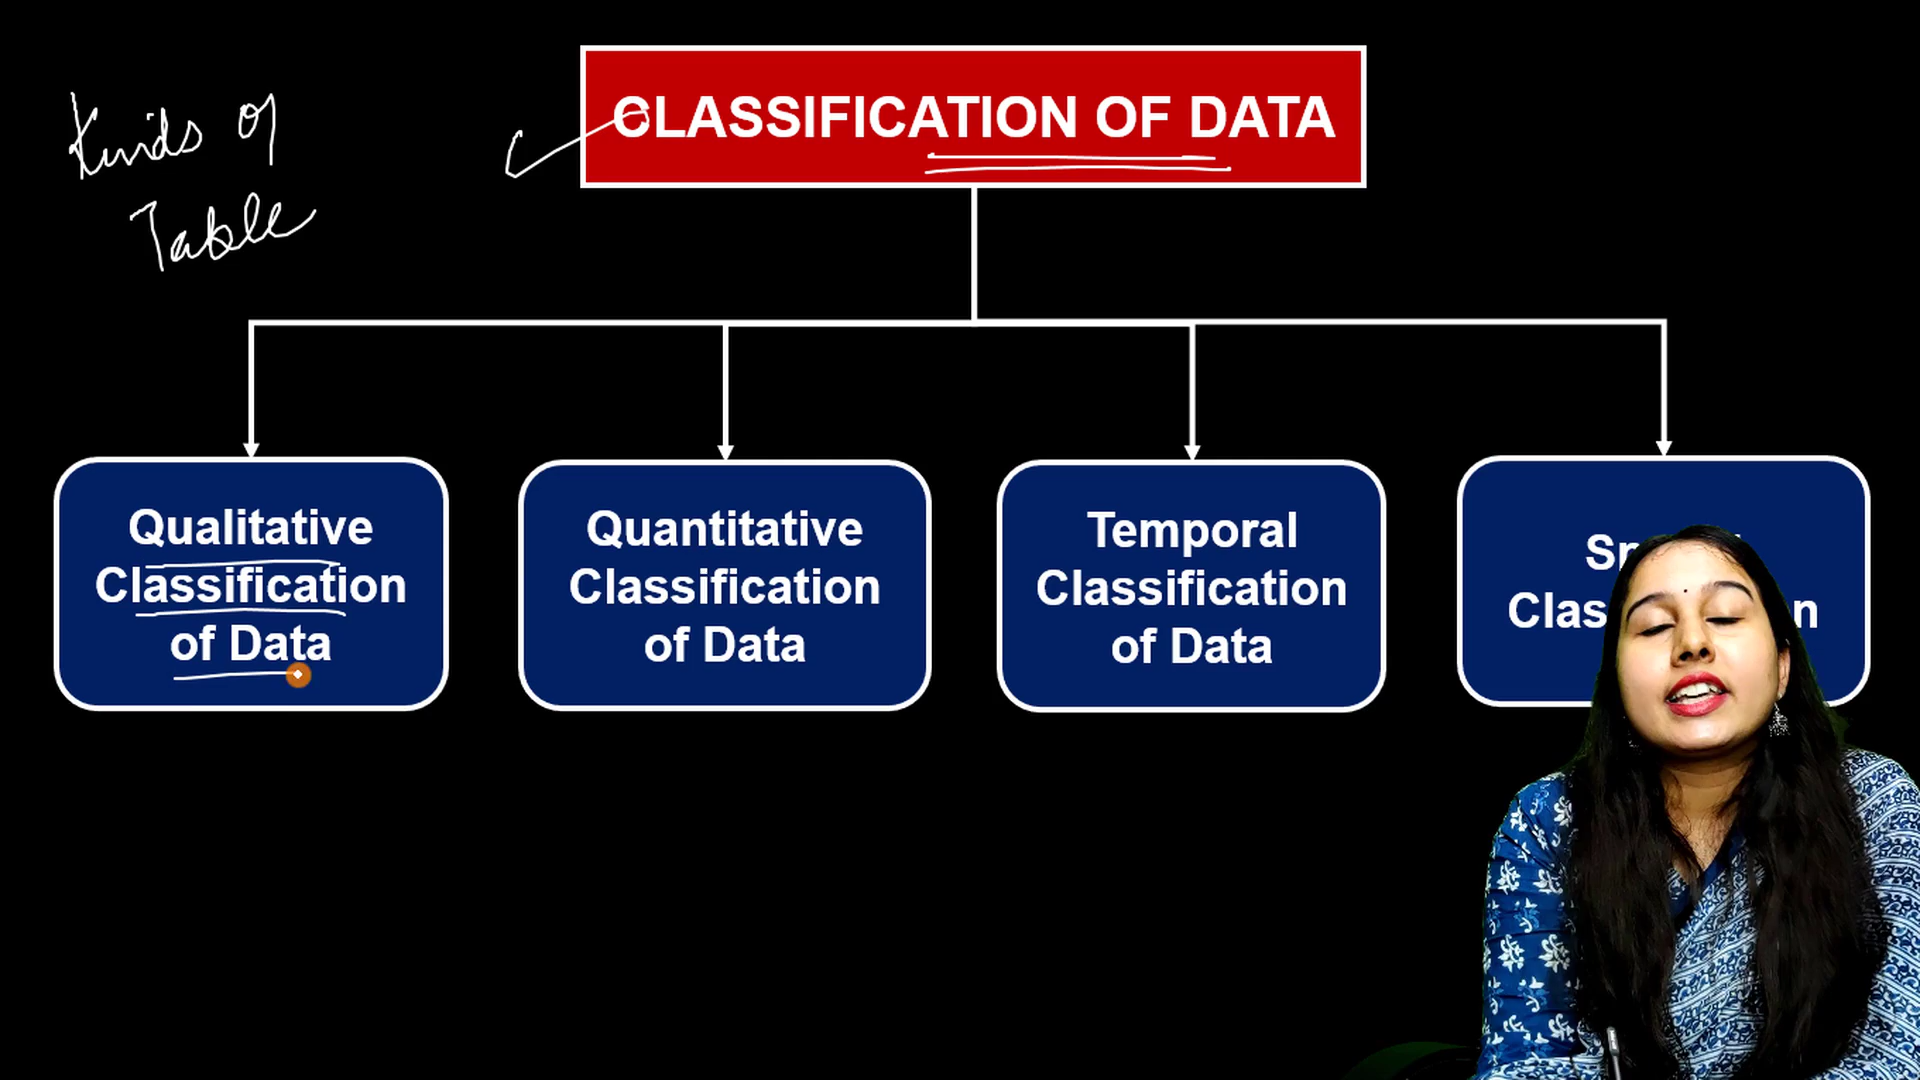 CLASSIFICATION OF DATA
Kinds of
Table
Qualitative
Classification
of Data
Quantitative
Classification
of Data
Temporal
Classification
of Data